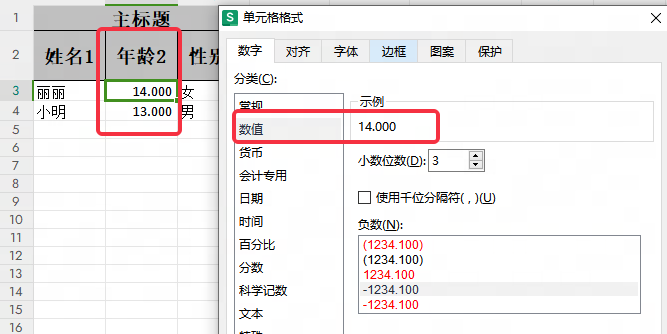 1 主标题
2 姓名1 年龄2 性别
3 丽丽 14.000 女
4 小明 13.000 男
5
6
7
8
9
10
11
12
13
14
15
16
S 单元格格式
数字 对齐 字体 边框 图案 保护
分类(C):
常规
数值
货币
会计专用
日期
时间
百分比
分数
科学记数
文本
特殊
示例
14.000
小数位数(D): 3
使用千位分隔符( , )(U)
负数(N):
(1234.100)
(1234.100)
1234.100
-1234.100
-1234.100